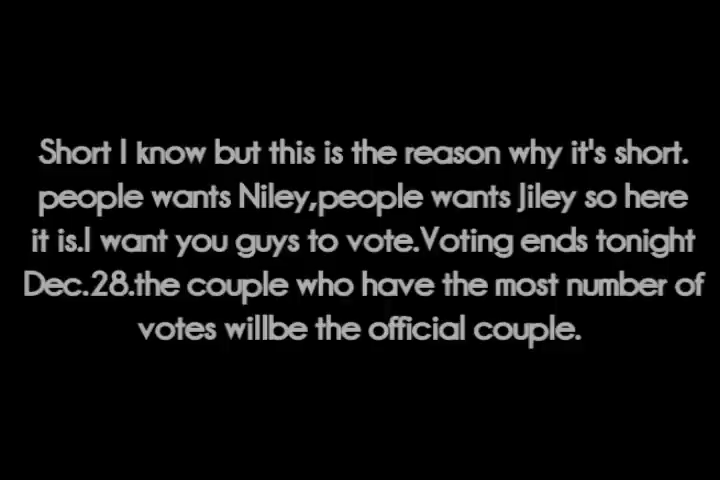 Short I know but this is the reason why it's short.
people wants Niley,people wants Jiley so here
it is.I want you guys to vote.Voting ends tonight
Dec.28.the couple who have the most number of
votes willbe the official couple.